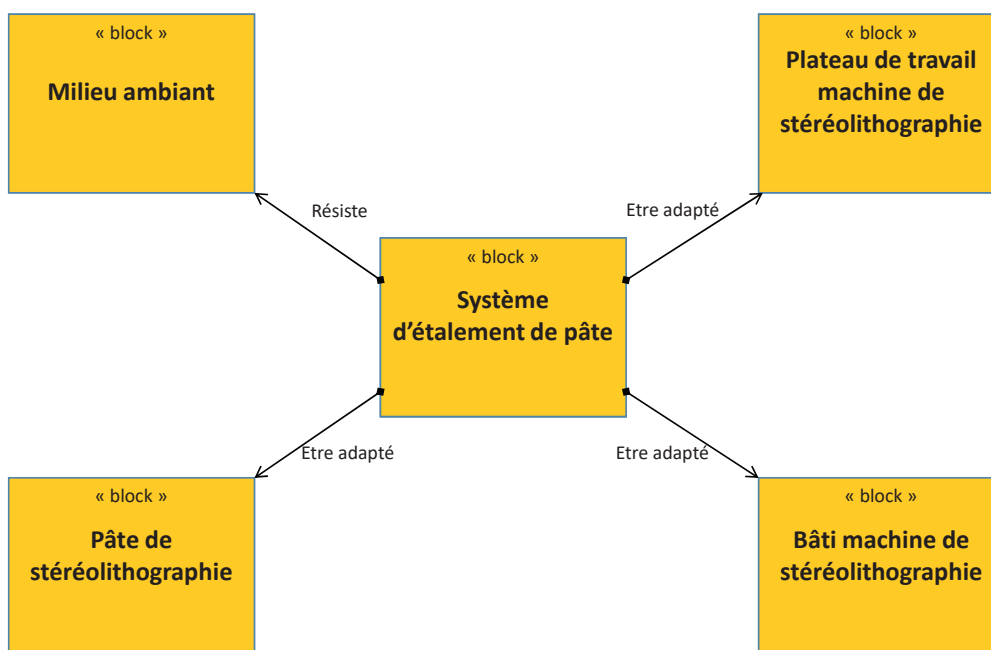 « block »
Milieu ambiant
« block »
Plateau de travail
machine de
stéréolithographie
Résiste
Etre adapté
« block »
Système
d'étalement de pâte
Etre adapté
Etre adapté
« block »
Pâte de
stéréolithographie
« block »
Bâti machine de
stéréolithographie